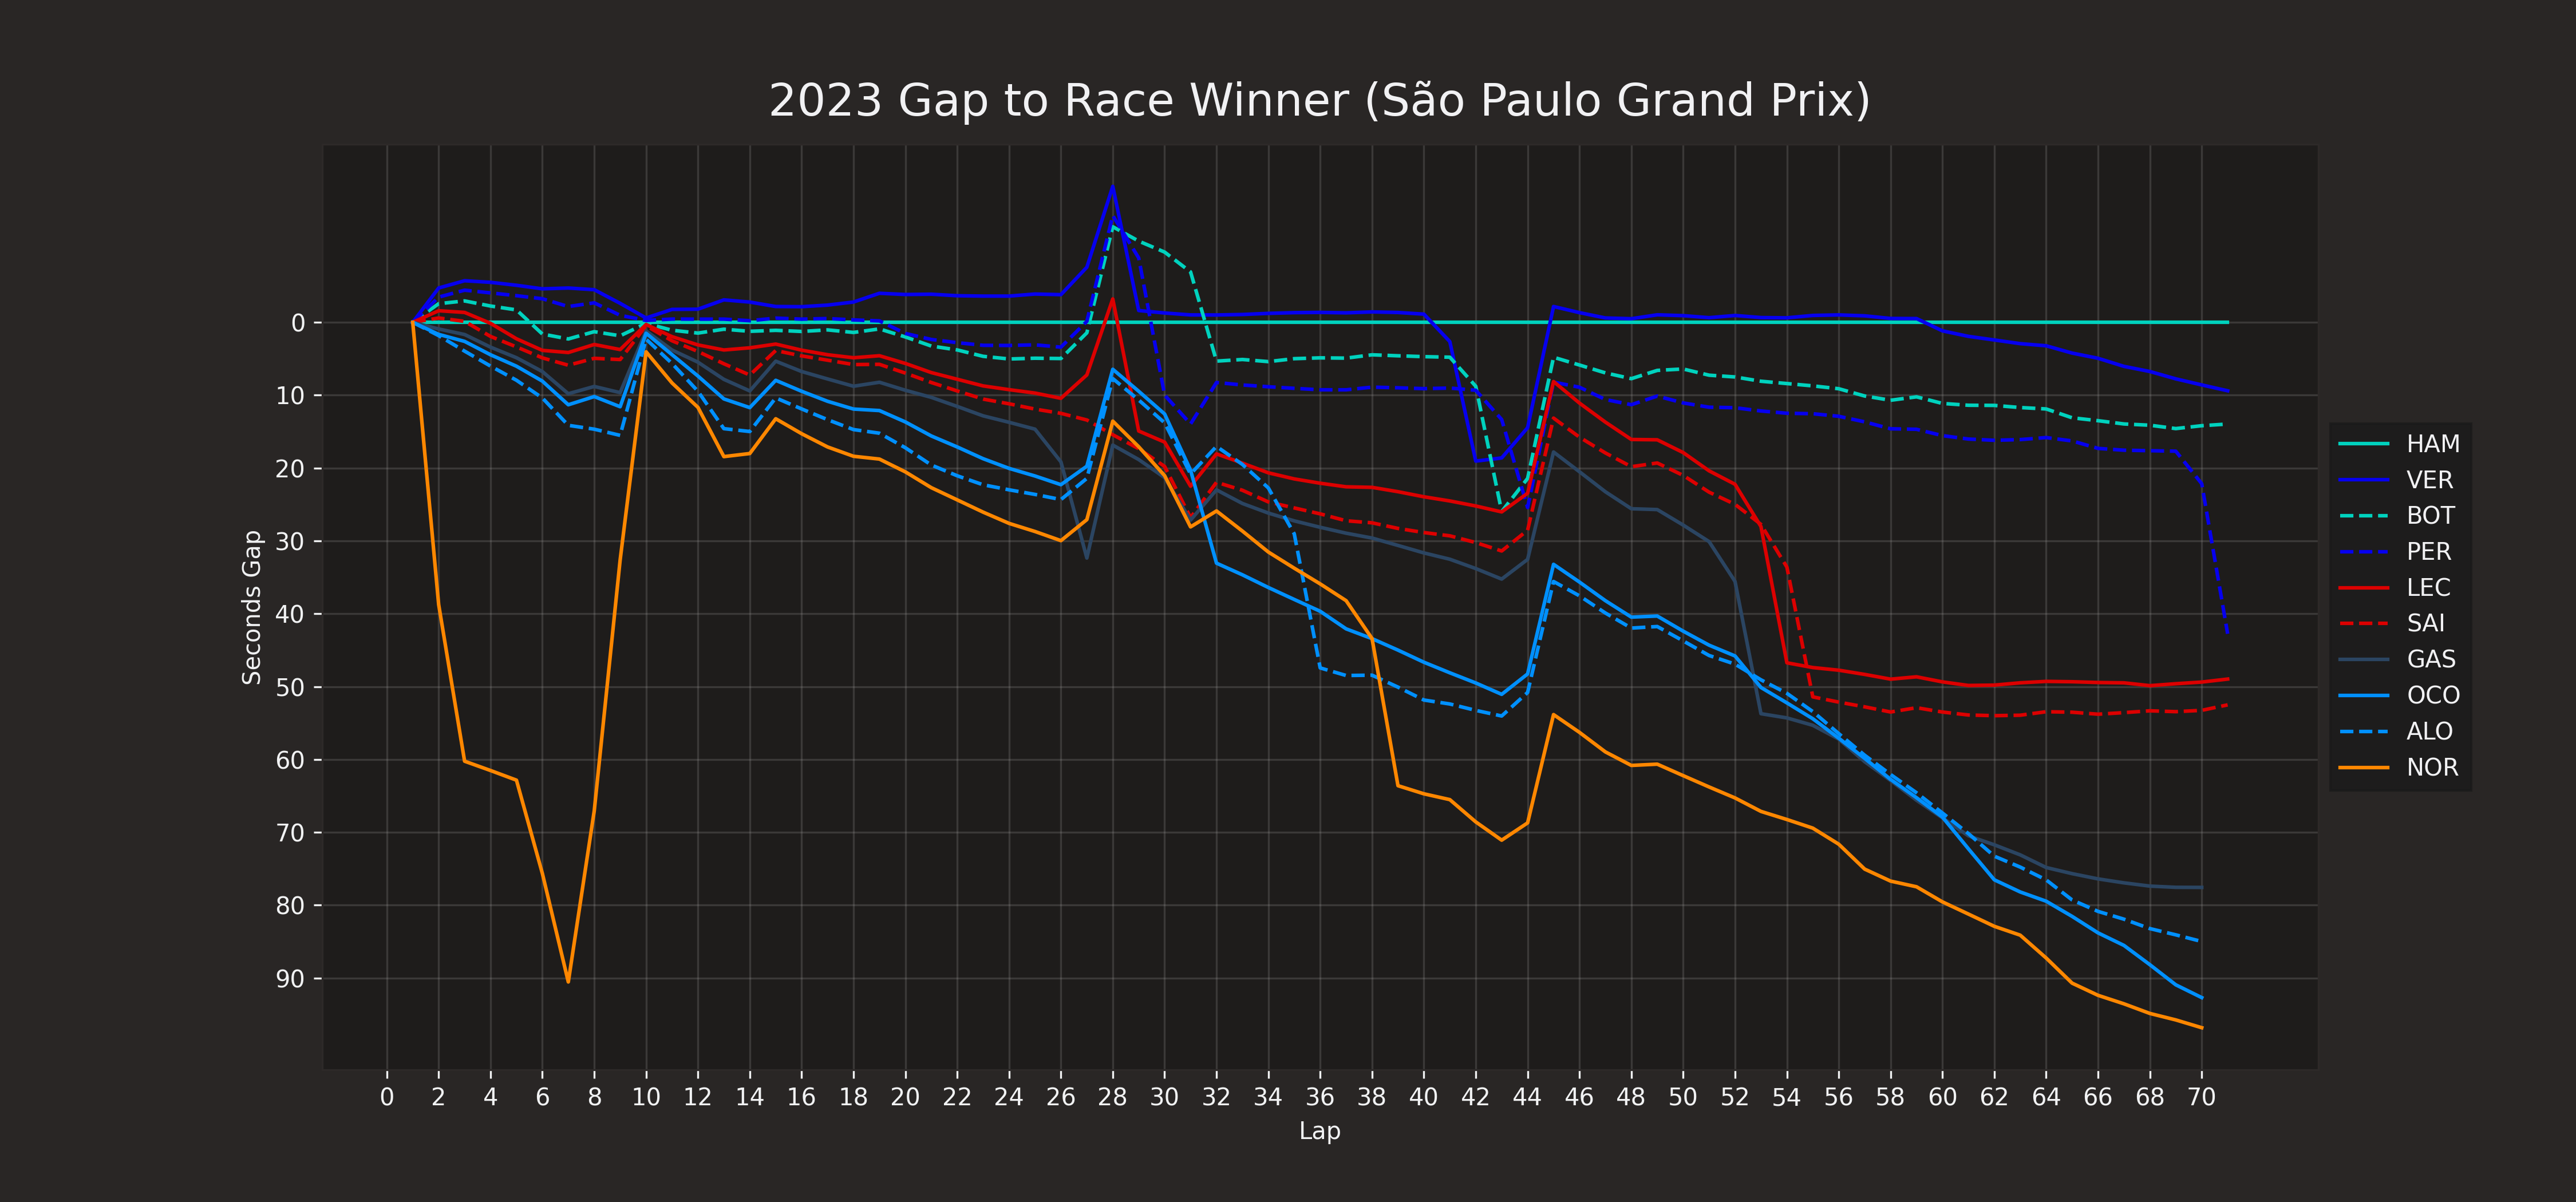 2023 Gap to Race Winner (São Paulo Grand Prix)
Seconds Gap
0
10
20
30
40
50
60
70
80
90
0 2 4 6 8 10 12 14 16 18 20 22 24 26 28 30 32 34 36 38 40 42 44 46 48 50 52 54 56 58 60 62 64 66 68 70
Lap
HAM
VER
BOT
PER
LEC
SAI
GAS
OCO
ALO
NOR